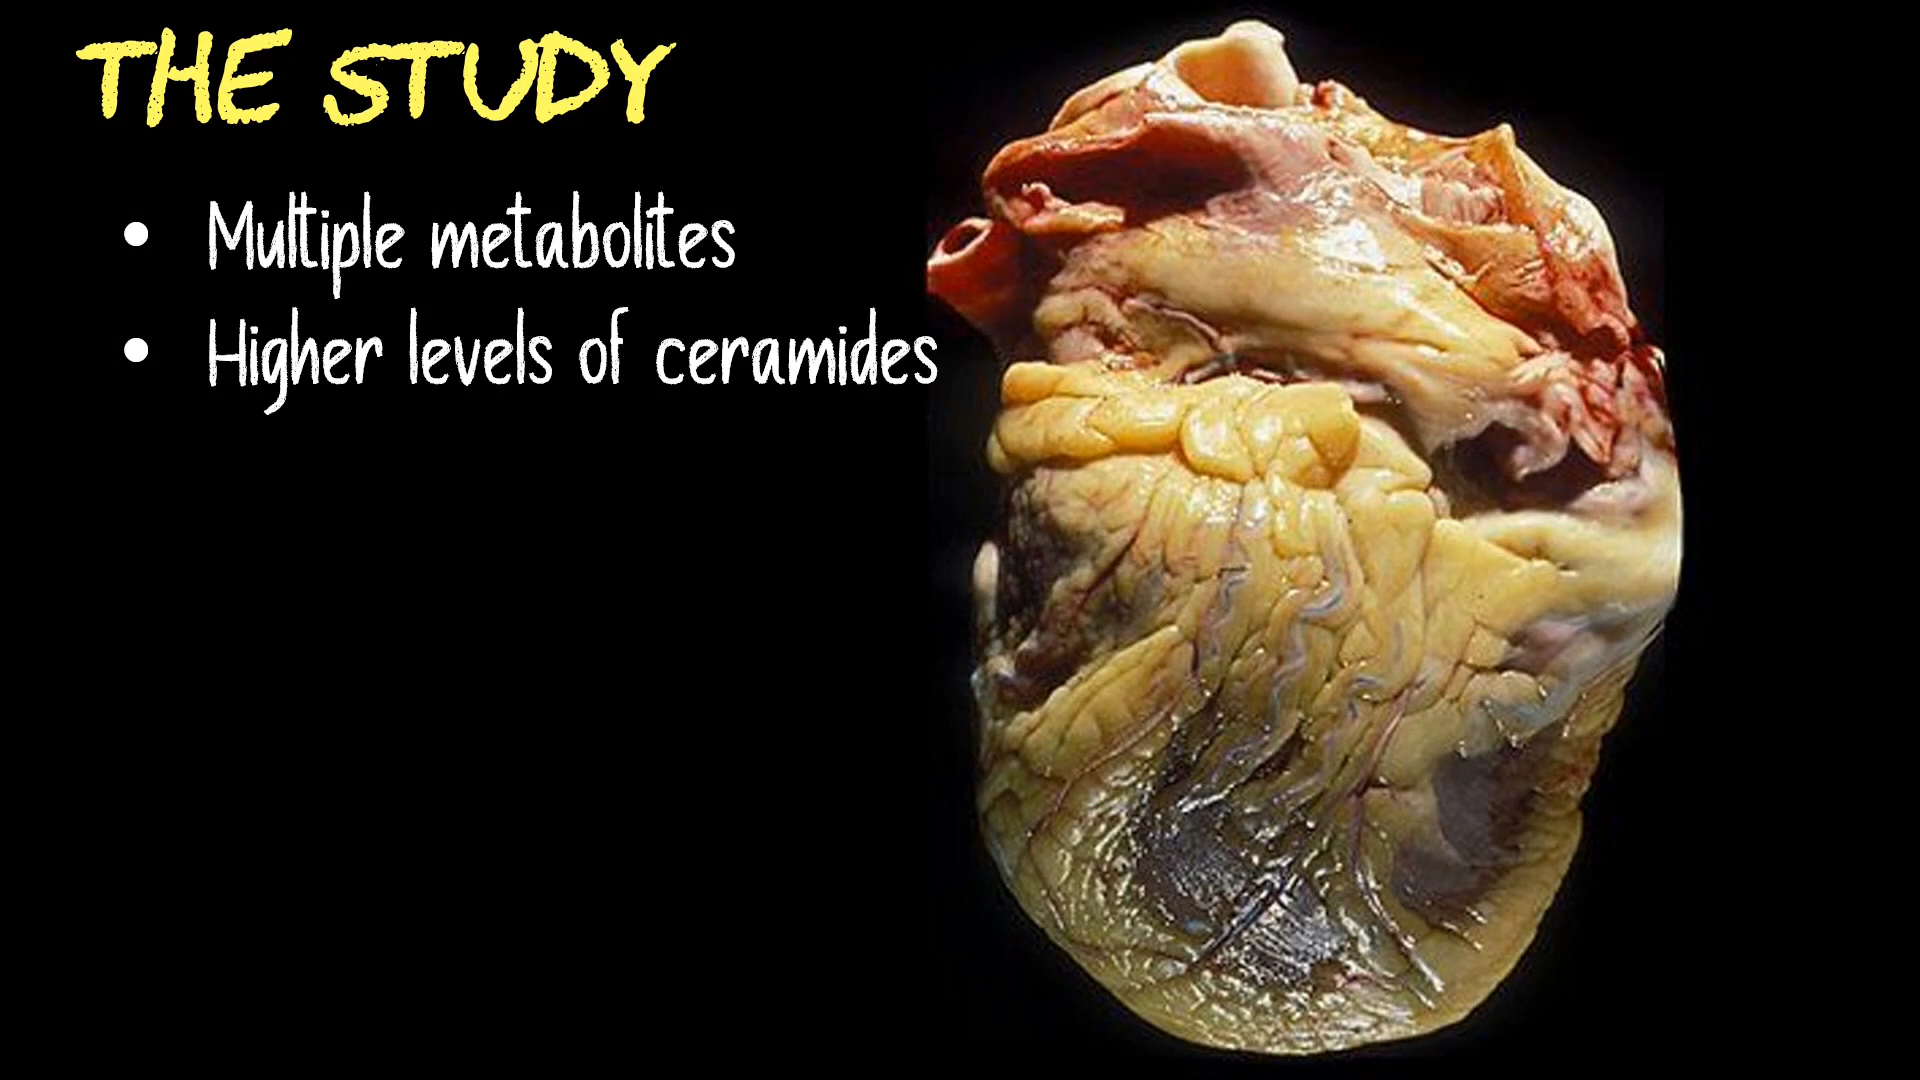 THE STUDY
• Multiple metabolites
• Higher levels of ceramides